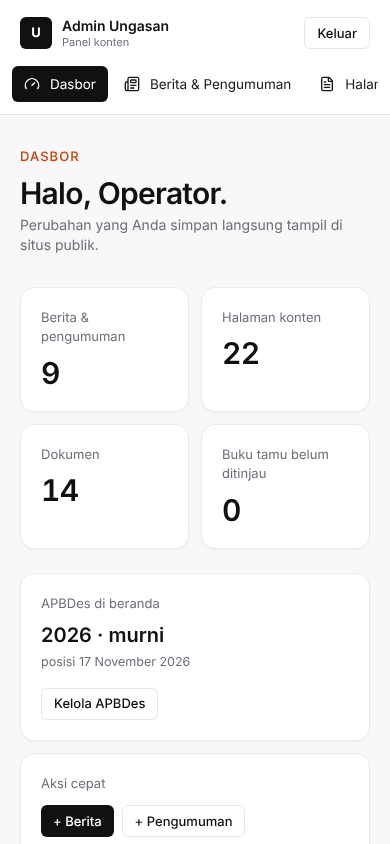 U
Admin Ungasan
Panel konten
Keluar
Dasbor
Berita & Pengumuman
Halar
DASBOR
Halo, Operator.
Perubahan yang Anda simpan langsung tampil di
situs publik.
Berita &
pengumuman
9
Halaman konten
22
Dokumen
14
Buku tamu belum
ditinjau
0
APBDes di beranda
2026 · murni
posisi 17 November 2026
Kelola APBDes
Aksi cepat
+ Berita
+ Pengumuman